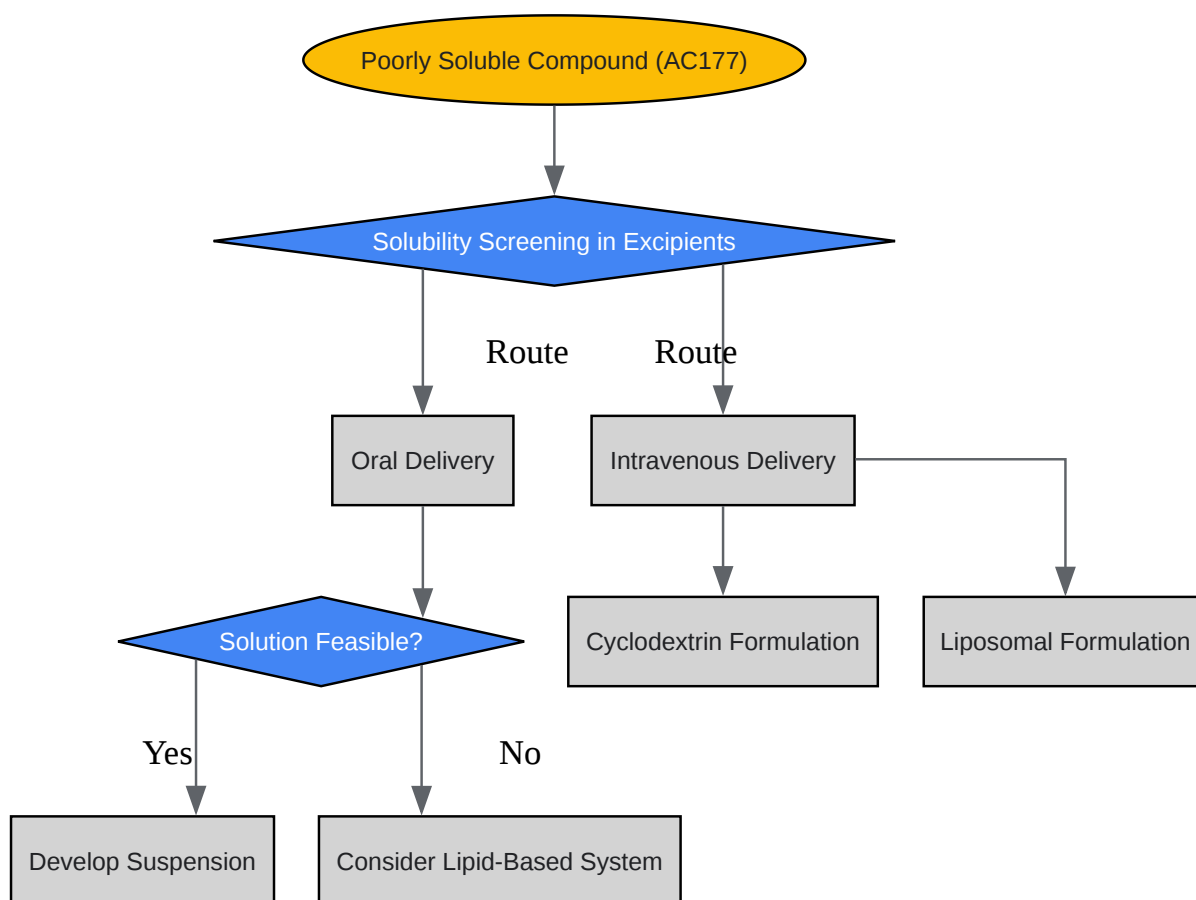 Poorly Soluble Compound (AC177)
Solubility Screening in Excipients
Route
Route
Oral Delivery
Intravenous Delivery
Solution Feasible?
Cyclodextrin Formulation
Liposomal Formulation
Yes
No
Develop Suspension
Consider Lipid-Based System